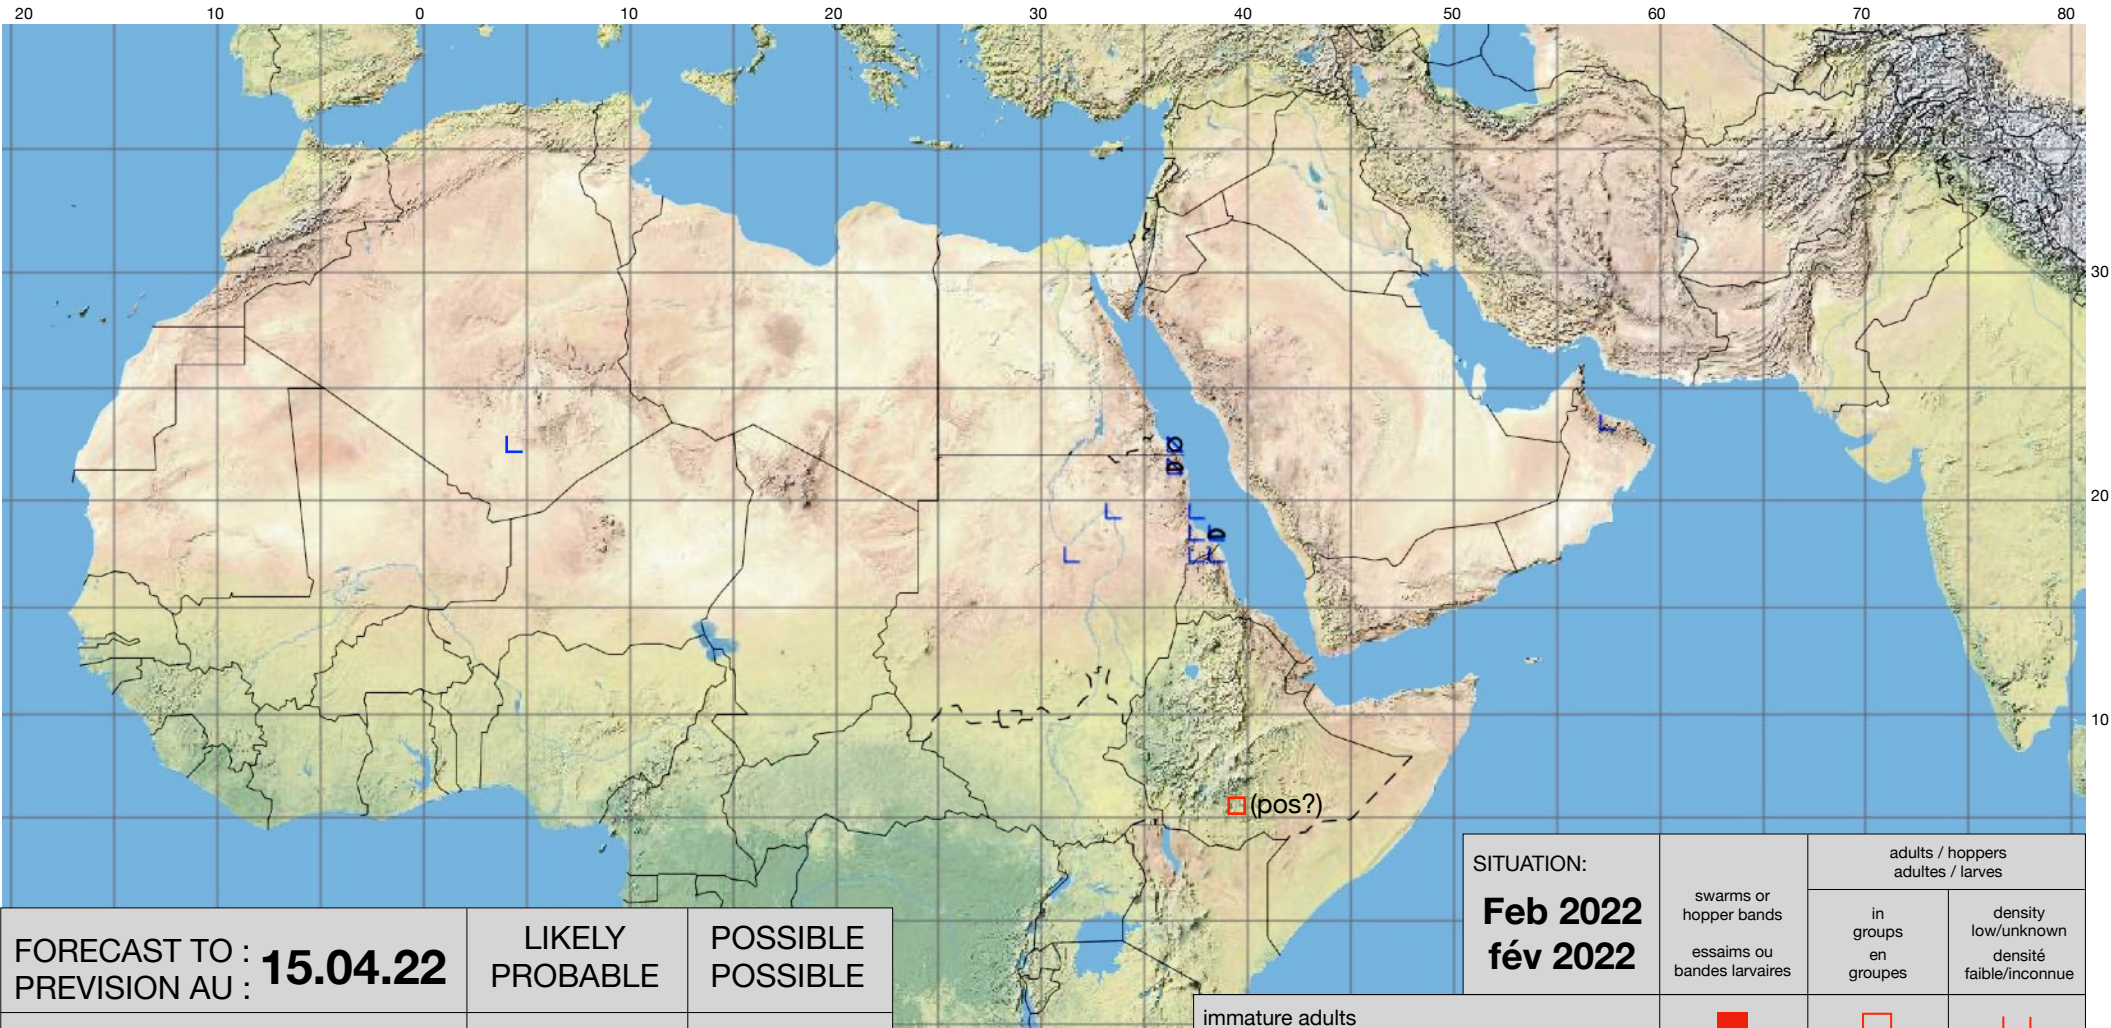 20 10 0 10 20 30 40 50 60 70 80
30
20
10
(pos?)
FORECAST TO :
PREVISION AU :
15.04.22
LIKELY
PROBABLE
POSSIBLE
POSSIBLE
SITUATION:
Feb 2022
fév 2022
swarms or
hopper bands
essaims ou
bandes larvaires
adults / hoppers
adultes / larves
in
groups
en
groupes
density
low/unknown
densité
faible/inconnue
immature adults